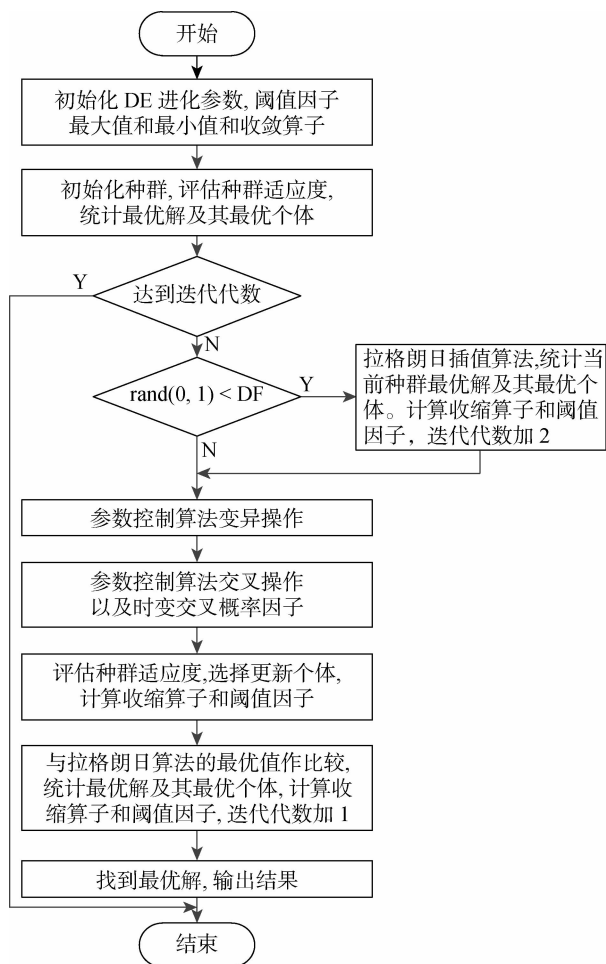 开始
初始化 DE 进化参数, 阈值因子
最大值和最小值和收敛算子
初始化种群, 评估种群适应度,
统计最优解及其最优个体
Y
达到迭代代数
N
rand(0, 1) < DF
Y
拉格朗日插值算法,统计当
前种群最优解及其最优个
体。计算收缩算子和阈值
因子，迭代代数加 2
N
参数控制算法变异操作
参数控制算法交叉操作
以及时变交叉概率因子
评估种群适应度,选择更新个体,
计算收缩算子和阈值因子
与拉格朗日算法的最优值作比较,
统计最优解及其最优个体, 计算收
缩算子和阈值因子, 迭代代数加 1
找到最优解, 输出结果
结束